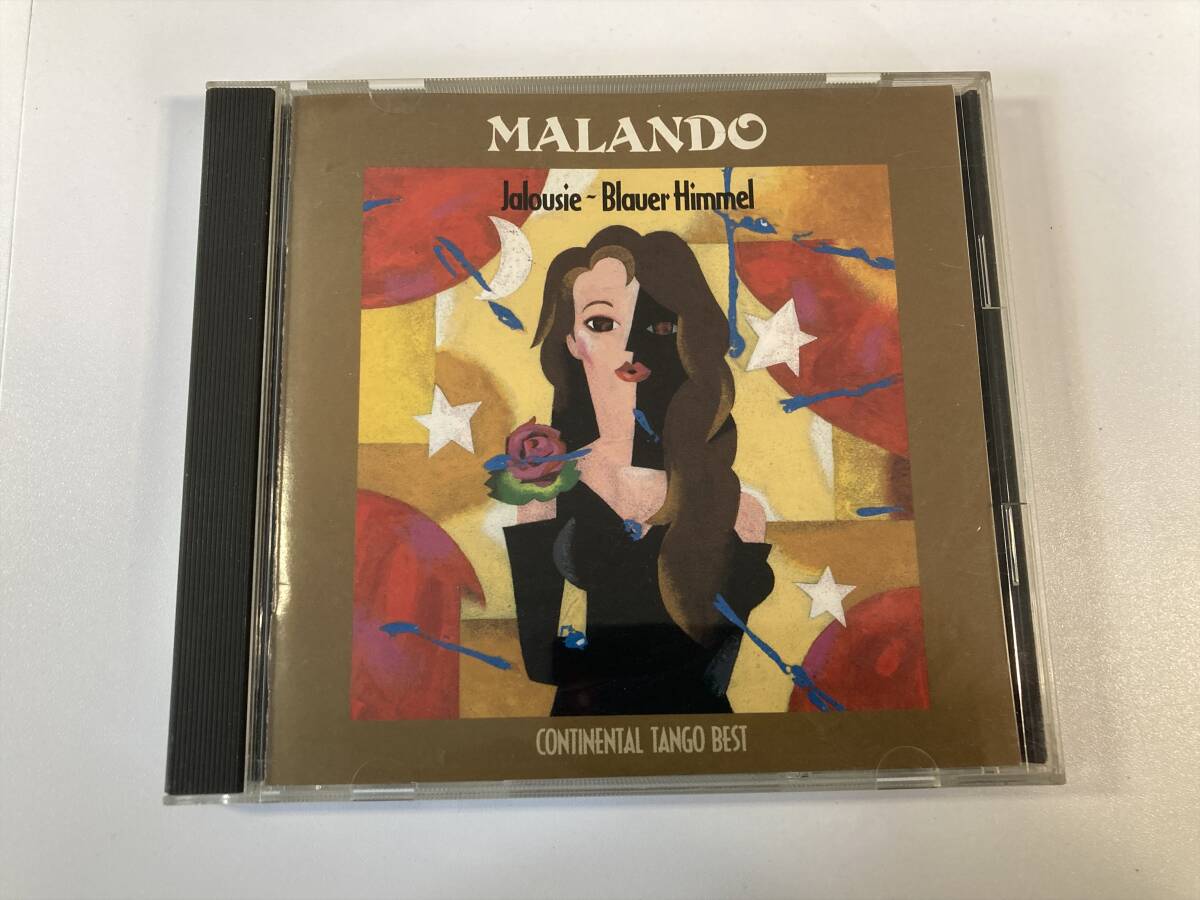 MALANDO
Jalousie ~ Blauer Himmel
CONTINENTAL TANGO BEST